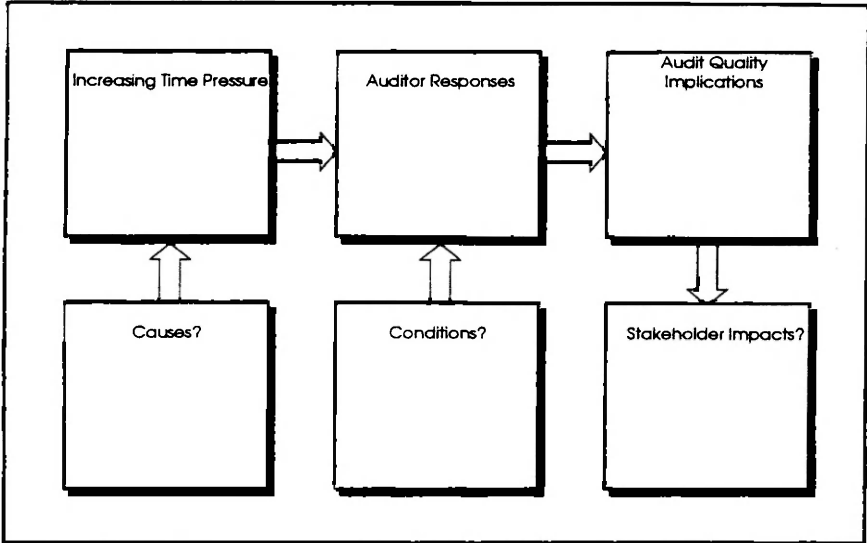 Increasing Time Pressure
Auditor Responses
Audit Quality
Implications
Causes?
Conditions?
Stakeholder Impacts?